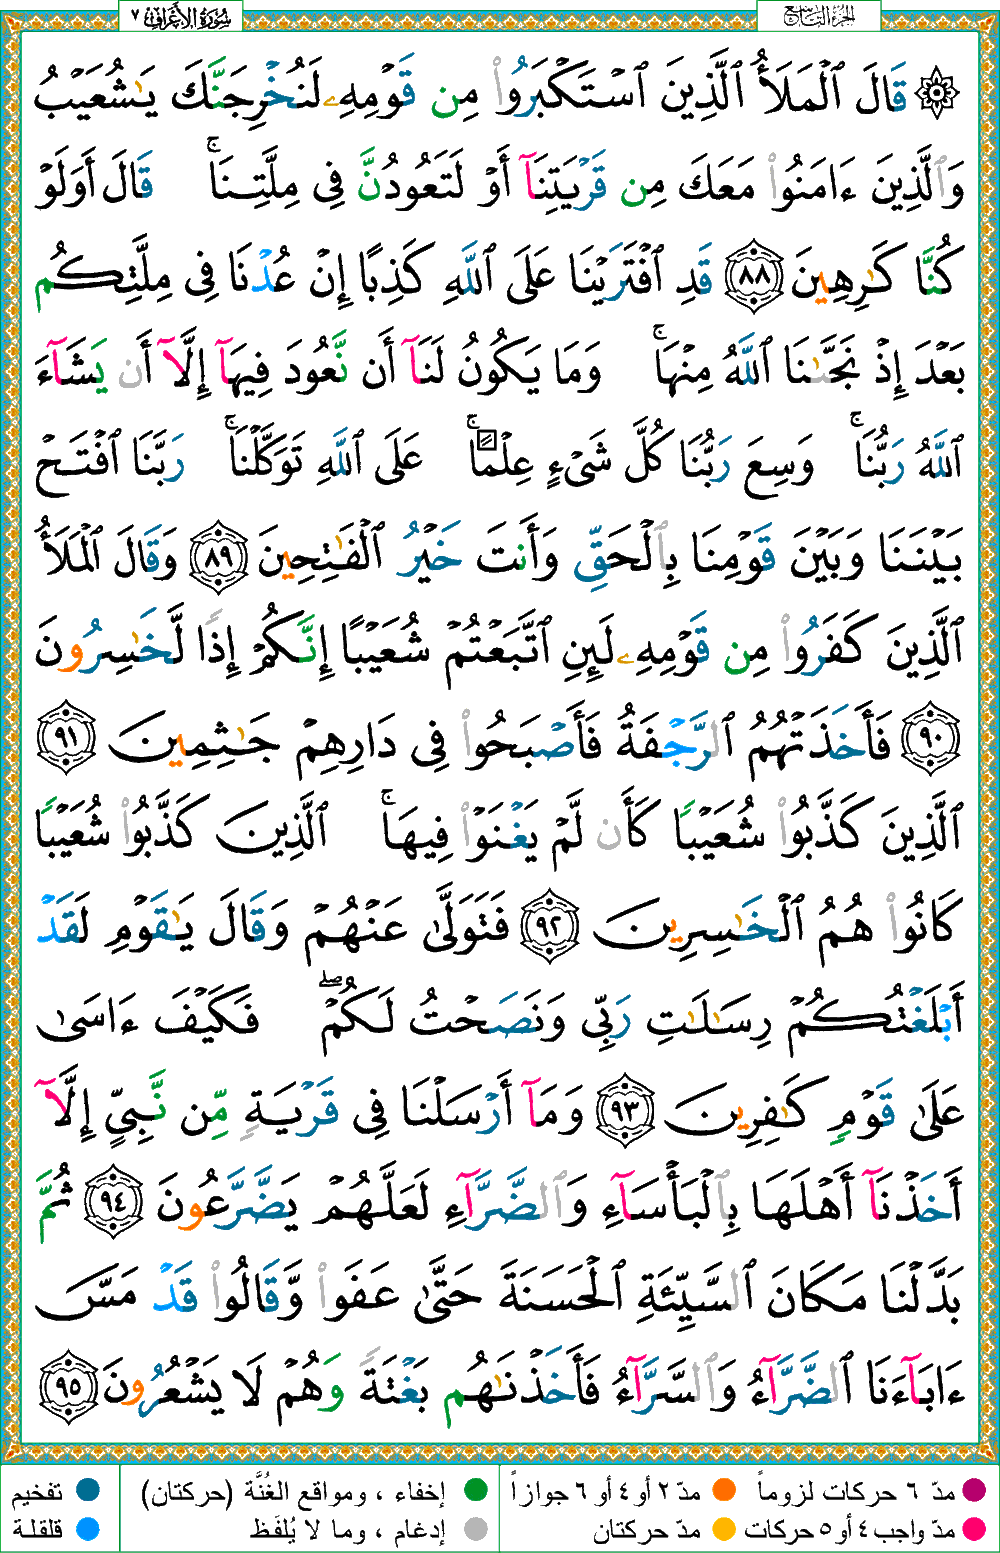 الجزء التاسع
سورة الأعراف ٧
۞ قَالَ ٱلْمَلَأُ ٱلَّذِينَ ٱسْتَكْبَرُوا۟ مِن قَوْمِهِۦ لَنُخْرِجَنَّكَ يَـٰشُعَيْبُ
وَٱلَّذِينَ ءَامَنُوا۟ مَعَكَ مِن قَرْيَتِنَآ أَوْ لَتَعُودُنَّ فِى مِلَّتِنَا ۚ قَالَ أَوَلَوْ
كُنَّا كَـٰرِهِينَ ﴿٨٨﴾ قَدِ ٱفْتَرَيْنَا عَلَى ٱللَّهِ كَذِبًا إِنْ عُدْنَا فِى مِلَّتِكُم
بَعْدَ إِذْ نَجَّىٰنَا ٱللَّهُ مِنْهَا ۚ وَمَا يَكُونُ لَنَآ أَن نَّعُودَ فِيهَآ إِلَّآ أَن يَشَآءَ
ٱللَّهُ رَبُّنَا ۚ وَسِعَ رَبُّنَا كُلَّ شَىْءٍ عِلْمًا ۚ عَلَى ٱللَّهِ تَوَكَّلْنَا ۚ رَبَّنَا ٱفْتَحْ
بَيْنَنَا وَبَيْنَ قَوْمِنَا بِٱلْحَقِّ وَأَنتَ خَيْرُ ٱلْفَـٰتِحِينَ ﴿٨٩﴾ وَقَالَ ٱلْمَلَأُ
ٱلَّذِينَ كَفَرُوا۟ مِن قَوْمِهِۦ لَئِنِ ٱتَّبَعْتُمْ شُعَيْبًا إِنَّكُمْ إِذًا لَّخَـٰسِرُونَ
﴿٩٠﴾ فَأَخَذَتْهُمُ ٱلرَّجْفَةُ فَأَصْبَحُوا۟ فِى دَارِهِمْ جَـٰثِمِينَ ﴿٩١﴾
ٱلَّذِينَ كَذَّبُوا۟ شُعَيْبًا كَأَن لَّمْ يَغْنَوْا۟ فِيهَا ۚ ٱلَّذِينَ كَذَّبُوا۟ شُعَيْبًا
كَانُوا۟ هُمُ ٱلْخَـٰسِرِينَ ﴿٩٢﴾ فَتَوَلَّىٰ عَنْهُمْ وَقَالَ يَـٰقَوْمِ لَقَدْ
أَبْلَغْتُكُمْ رِسَـٰلَـٰتِ رَبِّى وَنَصَحْتُ لَكُمْ ۖ فَكَيْفَ ءَاسَىٰ
عَلَىٰ قَوْمٍ كَـٰفِرِينَ ﴿٩٣﴾ وَمَآ أَرْسَلْنَا فِى قَرْيَةٍ مِّن نَّبِىٍّ إِلَّآ
أَخَذْنَآ أَهْلَهَا بِٱلْبَأْسَآءِ وَٱلضَّرَّآءِ لَعَلَّهُمْ يَضَّرَّعُونَ ﴿٩٤﴾ ثُمَّ
بَدَّلْنَا مَكَانَ ٱلسَّيِّئَةِ ٱلْحَسَنَةَ حَتَّىٰ عَفَوا۟ وَّقَالُوا۟ قَدْ مَسَّ
ءَابَآءَنَا ٱلضَّرَّآءُ وَٱلسَّرَّآءُ فَأَخَذْنَـٰهُم بَغْتَةً وَهُمْ لَا يَشْعُرُونَ ﴿٩٥﴾
مدّ ٦ حركات لزوماً مدّ ٢ أو ٤ أو ٦ جوازاً إخفاء ، ومواقع الغُنَّة (حركتان) تفخيم
مدّ واجب ٤ أو ٥ حركات مدّ حركتان إدغام ، وما لا يُلفَظ قلقلة